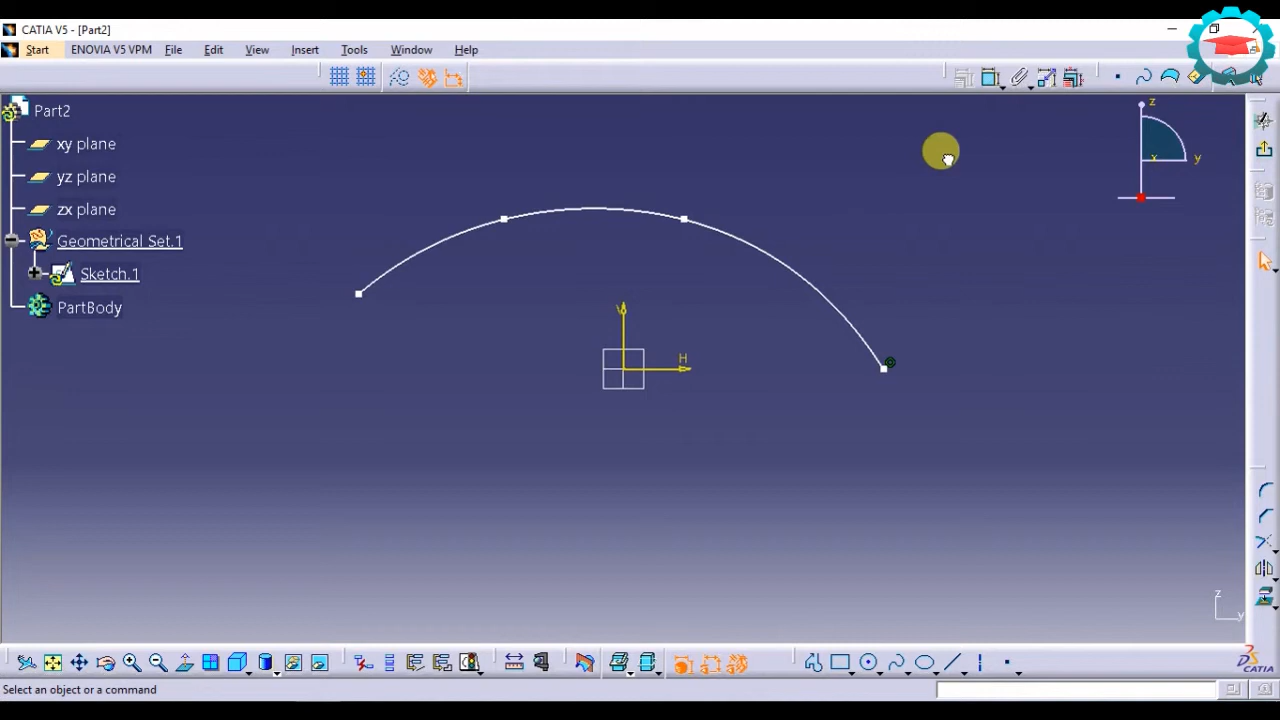 CATIA V5 - [Part2]
Start ENOVIA V5 VPM File Edit View Insert Tools Window Help
Part2
xy plane
yz plane
zx plane
Geometrical Set.1
Sketch.1
PartBody
z
x
y
V
H
z
y
CATIA
Select an object or a command